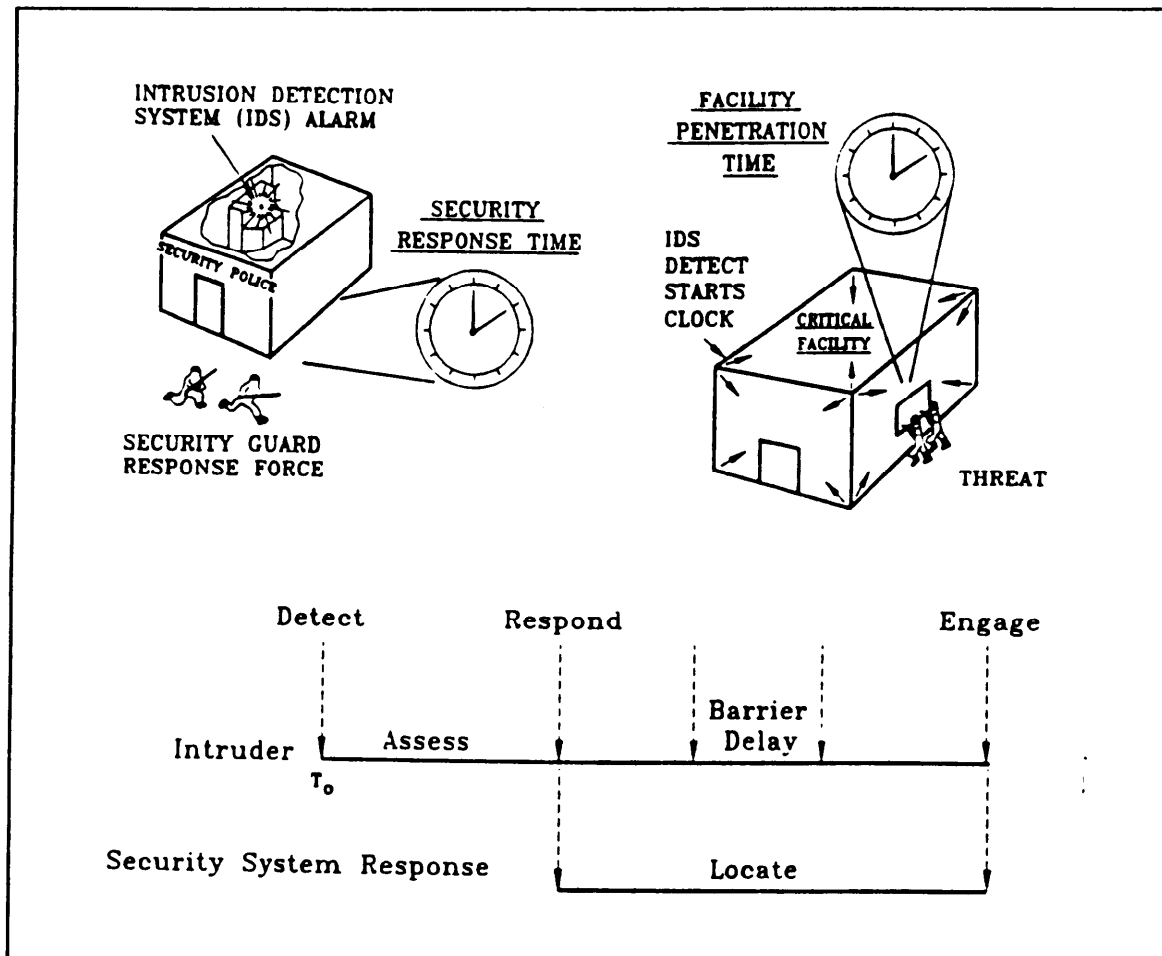 INTRUSION DETECTION
SYSTEM (IDS) ALARM
SECURITY POLICE
SECURITY
RESPONSE TIME
SECURITY GUARD
RESPONSE FORCE
FACILITY
PENETRATION
TIME
IDS
DETECT
STARTS
CLOCK
CRITICAL
FACILITY
THREAT
Detect
Respond
Engage
Barrier
Delay
Intruder
Assess
T₀
Security System Response
Locate